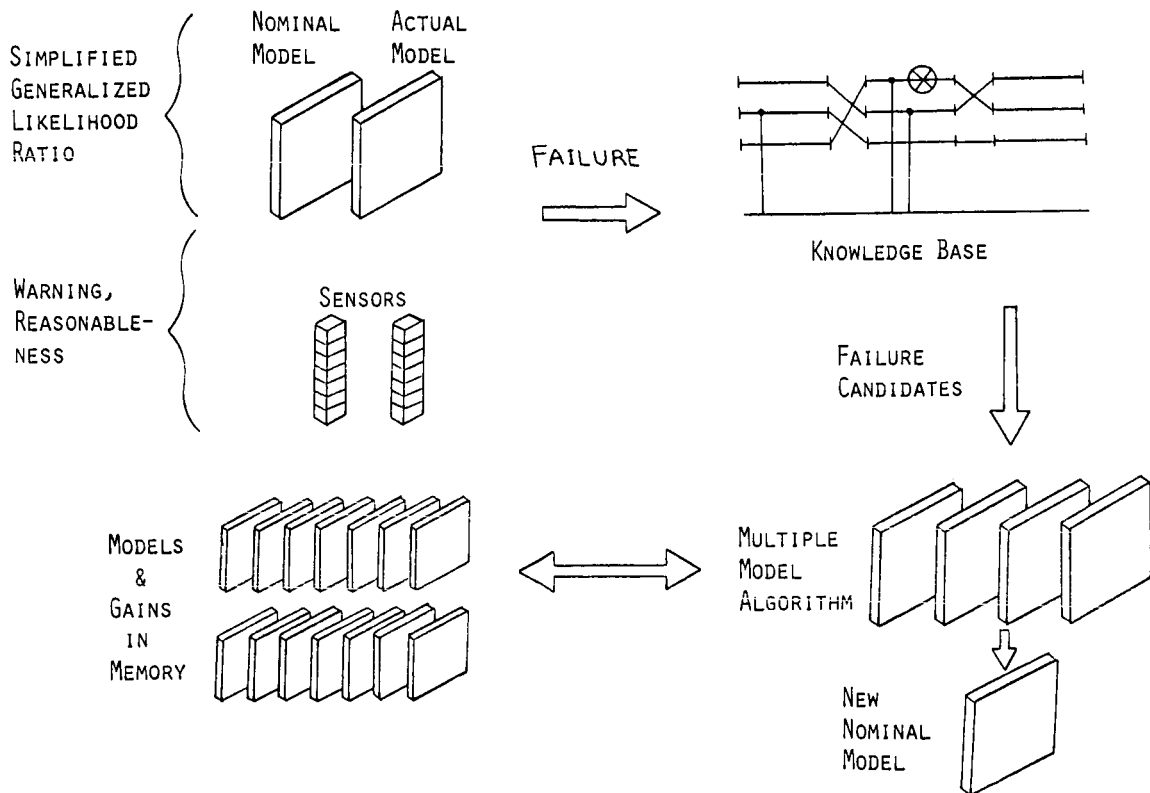 SIMPLIFIED
GENERALIZED
LIKELIHOOD
RATIO
NOMINAL
MODEL
ACTUAL
MODEL
FAILURE
KNOWLEDGE BASE
WARNING,
REASONABLE-
NESS
SENSORS
FAILURE
CANDIDATES
MODELS
&
GAINS
IN
MEMORY
MULTIPLE
MODEL
ALGORITHM
NEW
NOMINAL
MODEL